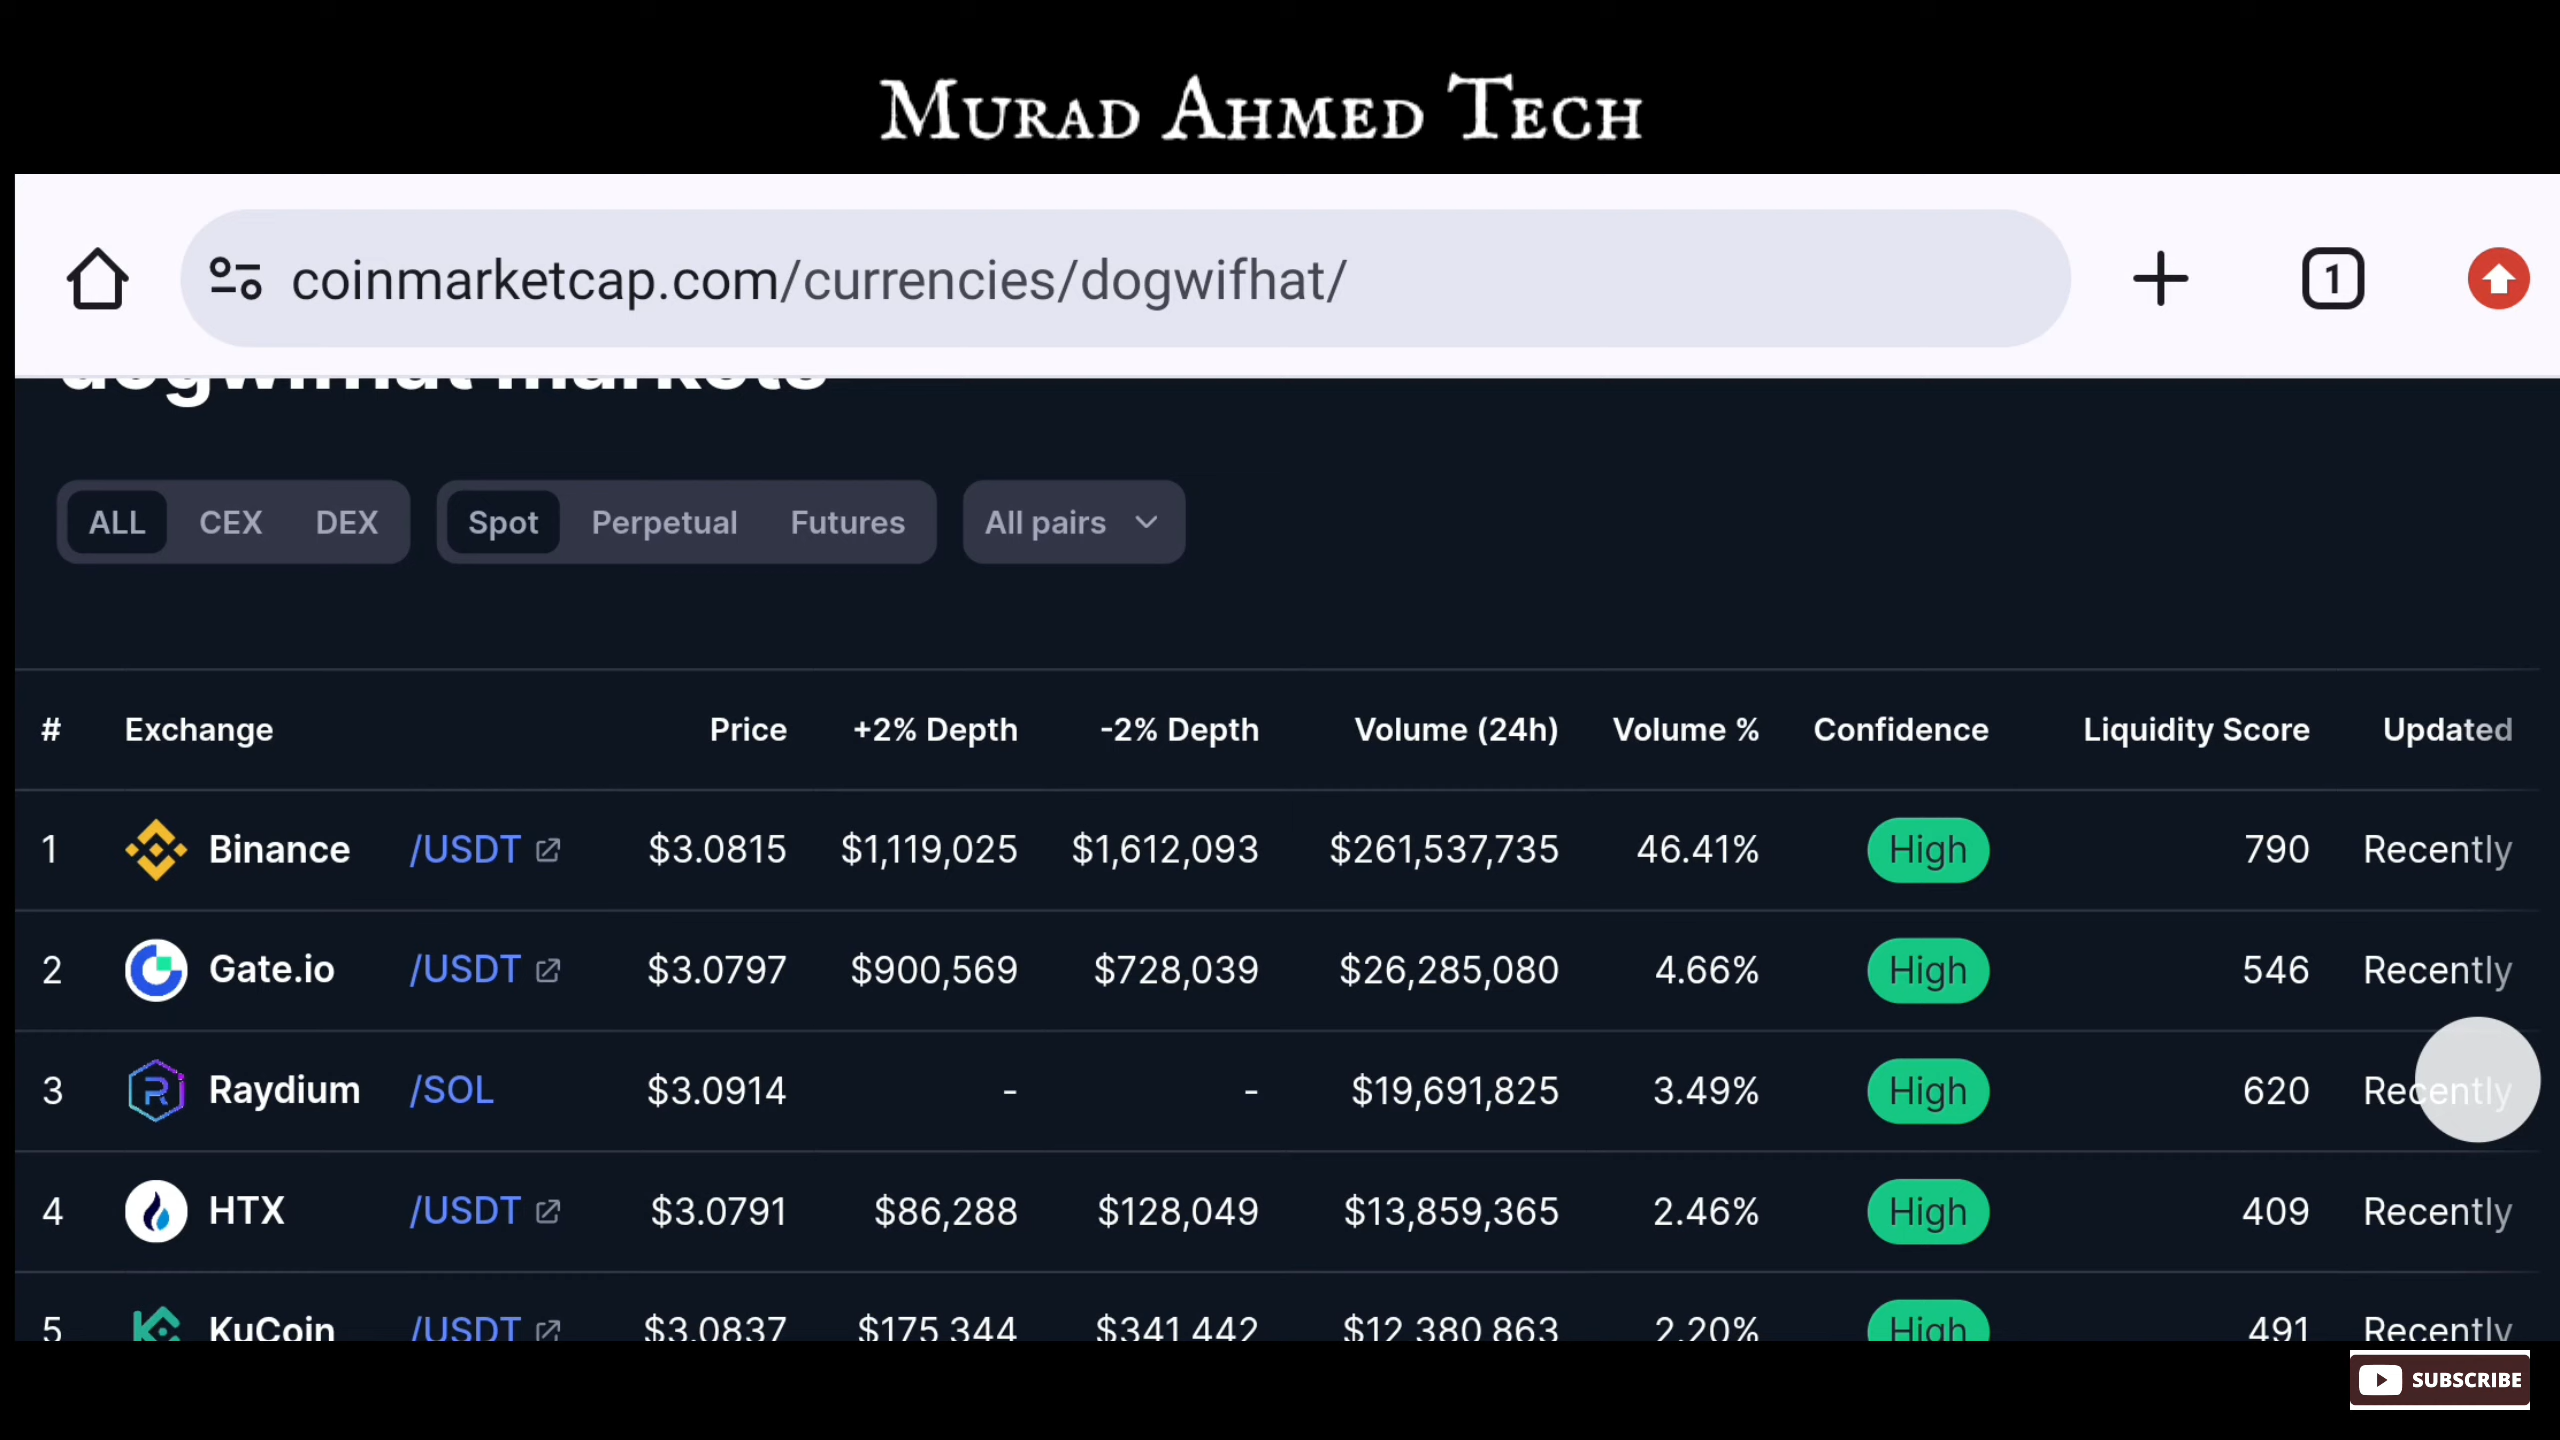 Murad Ahmed Tech
coinmarketcap.com/currencies/dogwifhat/
1
dogwifhat markets
ALL CEX DEX Spot Perpetual Futures All pairs
# Exchange Price +2% Depth -2% Depth Volume (24h) Volume % Confidence Liquidity Score Updated
1 Binance /USDT $3.0815 $1,119,025 $1,612,093 $261,537,735 46.41% High 790 Recently
2 Gate.io /USDT $3.0797 $900,569 $728,039 $26,285,080 4.66% High 546 Recently
3 Raydium /SOL $3.0914 - - $19,691,825 3.49% High 620 Recently
4 HTX /USDT $3.0791 $86,288 $128,049 $13,859,365 2.46% High 409 Recently
5 KuCoin /USDT $3.0837 $175,344 $341,442 $12,380,863 2.20% High 491 Recently
SUBSCRIBE